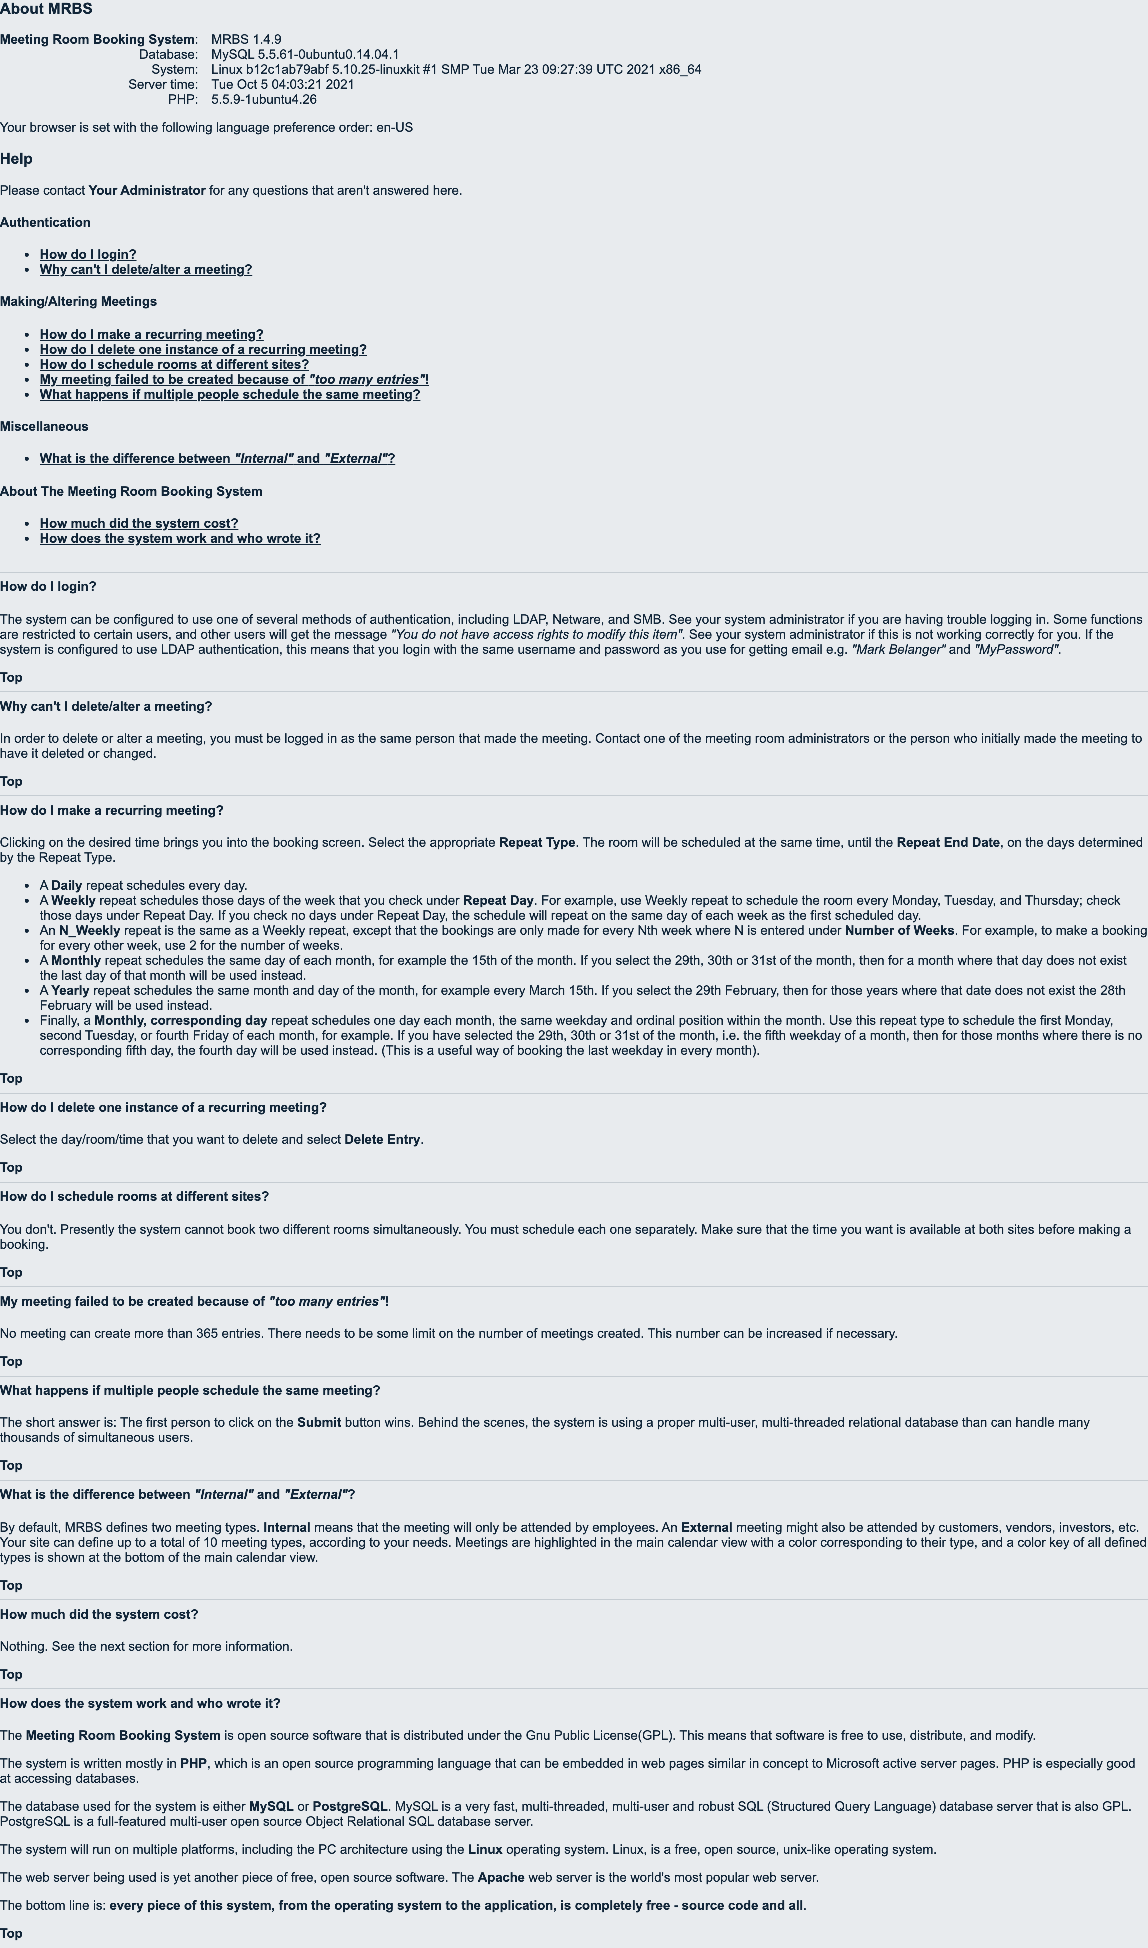 About MRBS
Meeting Room Booking System: MRBS 1.4.9
Database: MySQL 5.5.61-0ubuntu0.14.04.1
System: Linux b12c1ab79abf 5.10.25-linuxkit #1 SMP Tue Mar 23 09:27:39 UTC 2021 x86_64
Server time: Tue Oct 5 04:03:21 2021
PHP: 5.5.9-1ubuntu4.26
Your browser is set with the following language preference order: en-US
Help
Please contact Your Administrator for any questions that aren't answered here.
Authentication
• How do I login?
• Why can't I delete/alter a meeting?
Making/Altering Meetings
• How do I make a recurring meeting?
• How do I delete one instance of a recurring meeting?
• How do I schedule rooms at different sites?
• My meeting failed to be created because of "too many entries"!
• What happens if multiple people schedule the same meeting?
Miscellaneous
• What is the difference between "Internal" and "External"?
About The Meeting Room Booking System
• How much did the system cost?
• How does the system work and who wrote it?
How do I login?
The system can be configured to use one of several methods of authentication, including LDAP, Netware, and SMB. See your system administrator if you are having trouble logging in. Some functions
are restricted to certain users, and other users will get the message "You do not have access rights to modify this item". See your system administrator if this is not working correctly for you. If the
system is configured to use LDAP authentication, this means that you login with the same username and password as you use for getting email e.g. "Mark Belanger" and "MyPassword".
Top
Why can't I delete/alter a meeting?
In order to delete or alter a meeting, you must be logged in as the same person that made the meeting. Contact one of the meeting room administrators or the person who initially made the meeting to
have it deleted or changed.
Top
How do I make a recurring meeting?
Clicking on the desired time brings you into the booking screen. Select the appropriate Repeat Type. The room will be scheduled at the same time, until the Repeat End Date, on the days determined
by the Repeat Type.
• A Daily repeat schedules every day.
• A Weekly repeat schedules those days of the week that you check under Repeat Day. For example, use Weekly repeat to schedule the room every Monday, Tuesday, and Thursday; check
those days under Repeat Day. If you check no days under Repeat Day, the schedule will repeat on the same day of each week as the first scheduled day.
• An N_Weekly repeat is the same as a Weekly repeat, except that the bookings are only made for every Nth week where N is entered under Number of Weeks. For example, to make a booking
for every other week, use 2 for the number of weeks.
• A Monthly repeat schedules the same day of each month, for example the 15th of the month. If you select the 29th, 30th or 31st of the month, then for a month where that day does not exist
the last day of that month will be used instead.
• A Yearly repeat schedules the same month and day of the month, for example every March 15th. If you select the 29th February, then for those years where that date does not exist the 28th
February will be used instead.
• Finally, a Monthly, corresponding day repeat schedules one day each month, the same weekday and ordinal position within the month. Use this repeat type to schedule the first Monday,
second Tuesday, or fourth Friday of each month, for example. If you have selected the 29th, 30th or 31st of the month, i.e. the fifth weekday of a month, then for those months where there is no
corresponding fifth day, the fourth day will be used instead. (This is a useful way of booking the last weekday in every month).
Top
How do I delete one instance of a recurring meeting?
Select the day/room/time that you want to delete and select Delete Entry.
Top
How do I schedule rooms at different sites?
You don't. Presently the system cannot book two different rooms simultaneously. You must schedule each one separately. Make sure that the time you want is available at both sites before making a
booking.
Top
My meeting failed to be created because of "too many entries"!
No meeting can create more than 365 entries. There needs to be some limit on the number of meetings created. This number can be increased if necessary.
Top
What happens if multiple people schedule the same meeting?
The short answer is: The first person to click on the Submit button wins. Behind the scenes, the system is using a proper multi-user, multi-threaded relational database than can handle many
thousands of simultaneous users.
Top
What is the difference between "Internal" and "External"?
By default, MRBS defines two meeting types. Internal means that the meeting will only be attended by employees. An External meeting might also be attended by customers, vendors, investors, etc.
Your site can define up to a total of 10 meeting types, according to your needs. Meetings are highlighted in the main calendar view with a color corresponding to their type, and a color key of all defined
types is shown at the bottom of the main calendar view.
Top
How much did the system cost?
Nothing. See the next section for more information.
Top
How does the system work and who wrote it?
The Meeting Room Booking System is open source software that is distributed under the Gnu Public License(GPL). This means that software is free to use, distribute, and modify.
The system is written mostly in PHP, which is an open source programming language that can be embedded in web pages similar in concept to Microsoft active server pages. PHP is especially good
at accessing databases.
The database used for the system is either MySQL or PostgreSQL. MySQL is a very fast, multi-threaded, multi-user and robust SQL (Structured Query Language) database server that is also GPL.
PostgreSQL is a full-featured multi-user open source Object Relational SQL database server.
The system will run on multiple platforms, including the PC architecture using the Linux operating system. Linux, is a free, open source, unix-like operating system.
The web server being used is yet another piece of free, open source software. The Apache web server is the world's most popular web server.
The bottom line is: every piece of this system, from the operating system to the application, is completely free - source code and all.
Top